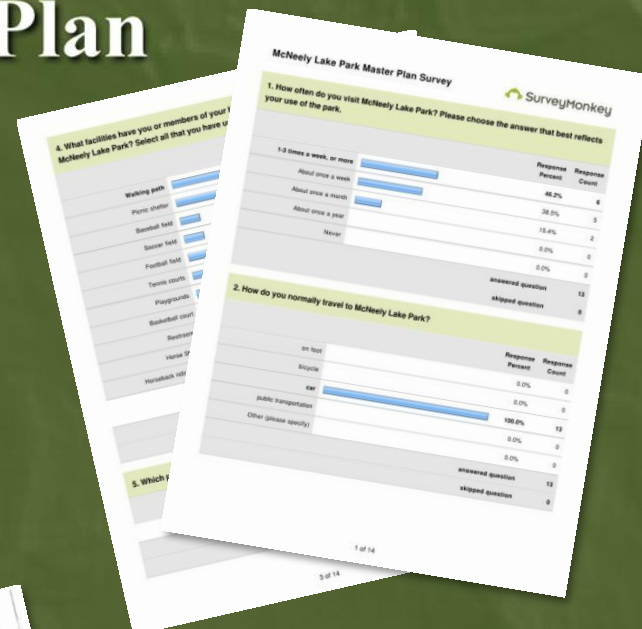 Plan
McNeely Lake Park Master Plan Survey
SurveyMonkey
1. How often do you visit McNeely Lake Park? Please choose the answer that best reflects
your use of the park.
Response
Percent
Response
Count
1-3 times a week, or more 46.2% 6
About once a week 38.5% 5
About once a month 15.4% 2
About once a year 0.0% 0
Never 0.0% 0
answered question 13
skipped question 0
2. How do you normally travel to McNeely Lake Park?
Response
Percent
Response
Count
on foot 0.0% 0
bicycle 0.0% 0
car 100.0% 13
public transportation 0.0% 0
Other (please specify) 0.0% 0
answered question 13
skipped question 0
1 of 14
4. What facilities have you or members of your
McNeely Lake Park? Select all that you have
Walking path
Picnic shelter
Baseball field
Soccer field
Football field
Tennis courts
Playgrounds
Basketball court
Horse
Horseback
5. Which
3 of 14